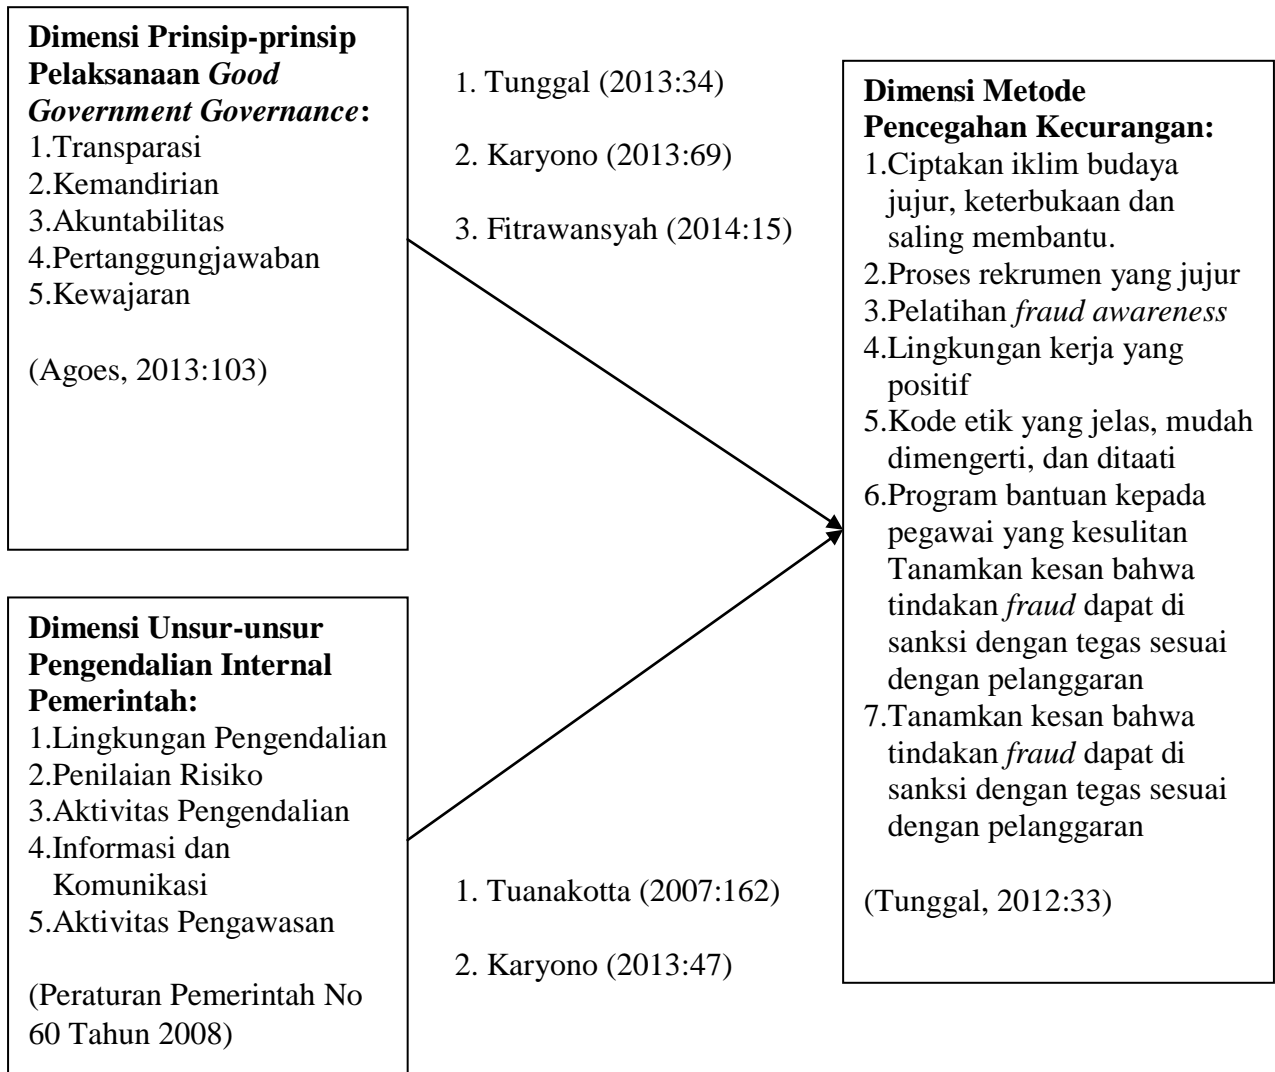 Dimensi Prinsip-prinsip
Pelaksanaan Good
Government Governance:
1.Transparasi
2.Kemandirian
3.Akuntabilitas
4.Pertanggungjawaban
5.Kewajaran
(Agoes, 2013:103)
1. Tunggal (2013:34)
2. Karyono (2013:69)
3. Fitrawansyah (2014:15)
Dimensi Unsur-unsur
Pengendalian Internal
Pemerintah:
1.Lingkungan Pengendalian
2.Penilaian Risiko
3.Aktivitas Pengendalian
4.Informasi dan
Komunikasi
5.Aktivitas Pengawasan
(Peraturan Pemerintah No
60 Tahun 2008)
1. Tuanakotta (2007:162)
2. Karyono (2013:47)
Dimensi Metode
Pencegahan Kecurangan:
1.Ciptakan iklim budaya
jujur, keterbukaan dan
saling membantu.
2.Proses rekrumen yang jujur
3.Pelatihan fraud awareness
4.Lingkungan kerja yang
positif
5.Kode etik yang jelas, mudah
dimengerti, dan ditaati
6.Program bantuan kepada
pegawai yang kesulitan
Tanamkan kesan bahwa
tindakan fraud dapat di
sanksi dengan tegas sesuai
dengan pelanggaran
7.Tanamkan kesan bahwa
tindakan fraud dapat di
sanksi dengan tegas sesuai
dengan pelanggaran
(Tunggal, 2012:33)